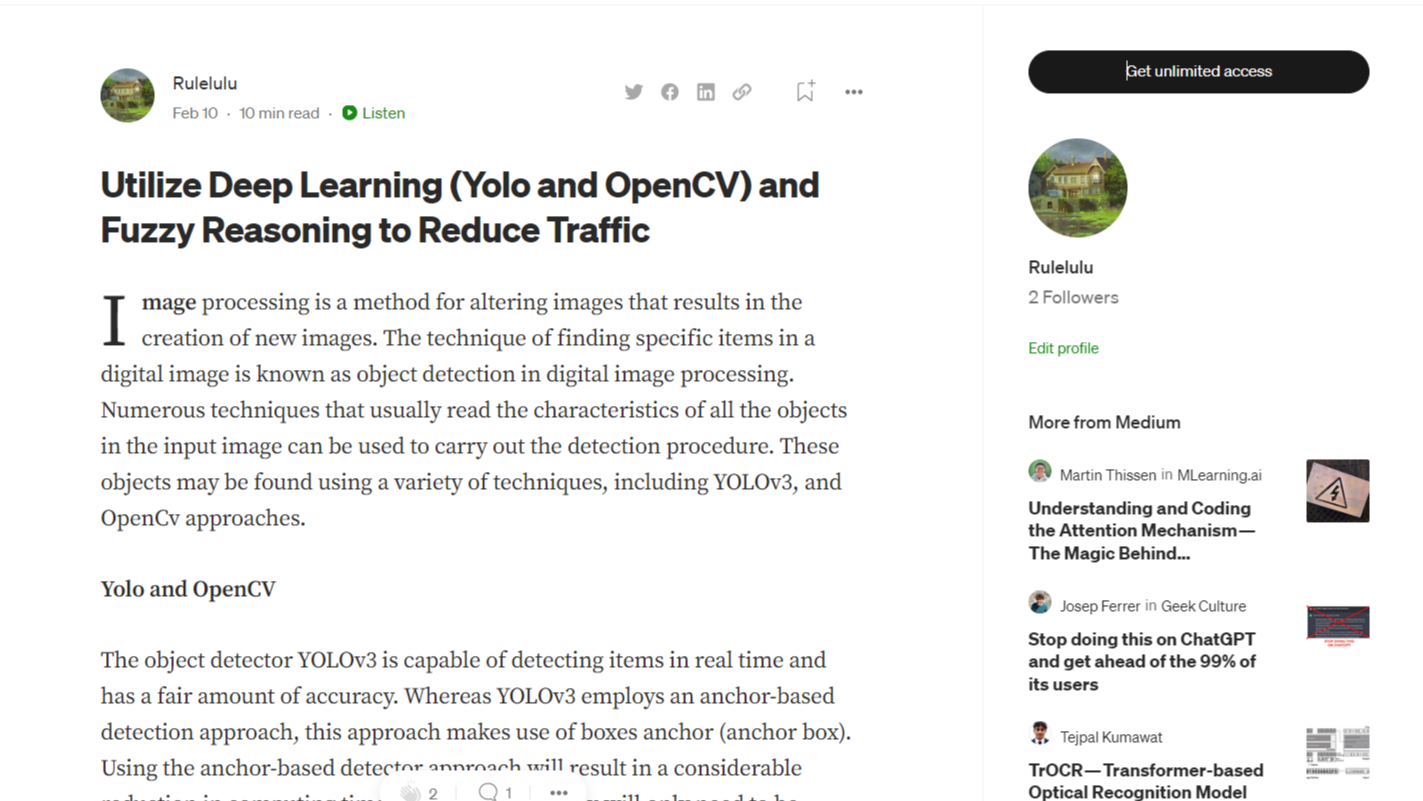 Rulelulu
Feb 10 · 10 min read · Listen
Utilize Deep Learning (Yolo and OpenCV) and
Fuzzy Reasoning to Reduce Traffic
Image processing is a method for altering images that results in the
creation of new images. The technique of finding specific items in a
digital image is known as object detection in digital image processing.
Numerous techniques that usually read the characteristics of all the objects
in the input image can be used to carry out the detection procedure. These
objects may be found using a variety of techniques, including YOLOv3, and
OpenCv approaches.
Yolo and OpenCV
The object detector YOLOv3 is capable of detecting items in real time and
has a fair amount of accuracy. Whereas YOLOv3 employs an anchor-based
detection approach, this approach makes use of boxes anchor (anchor box).
Using the anchor-based detector approach will result in a considerable
2 1
Get unlimited access
Rulelulu
2 Followers
Edit profile
More from Medium
Martin Thissen in MLearning.ai
Understanding and Coding
the Attention Mechanism—
The Magic Behind...
Josep Ferrer in Geek Culture
Stop doing this on ChatGPT
and get ahead of the 99% of
its users
Tejpal Kumawat
TrOCR—Transformer-based
Optical Recognition Model